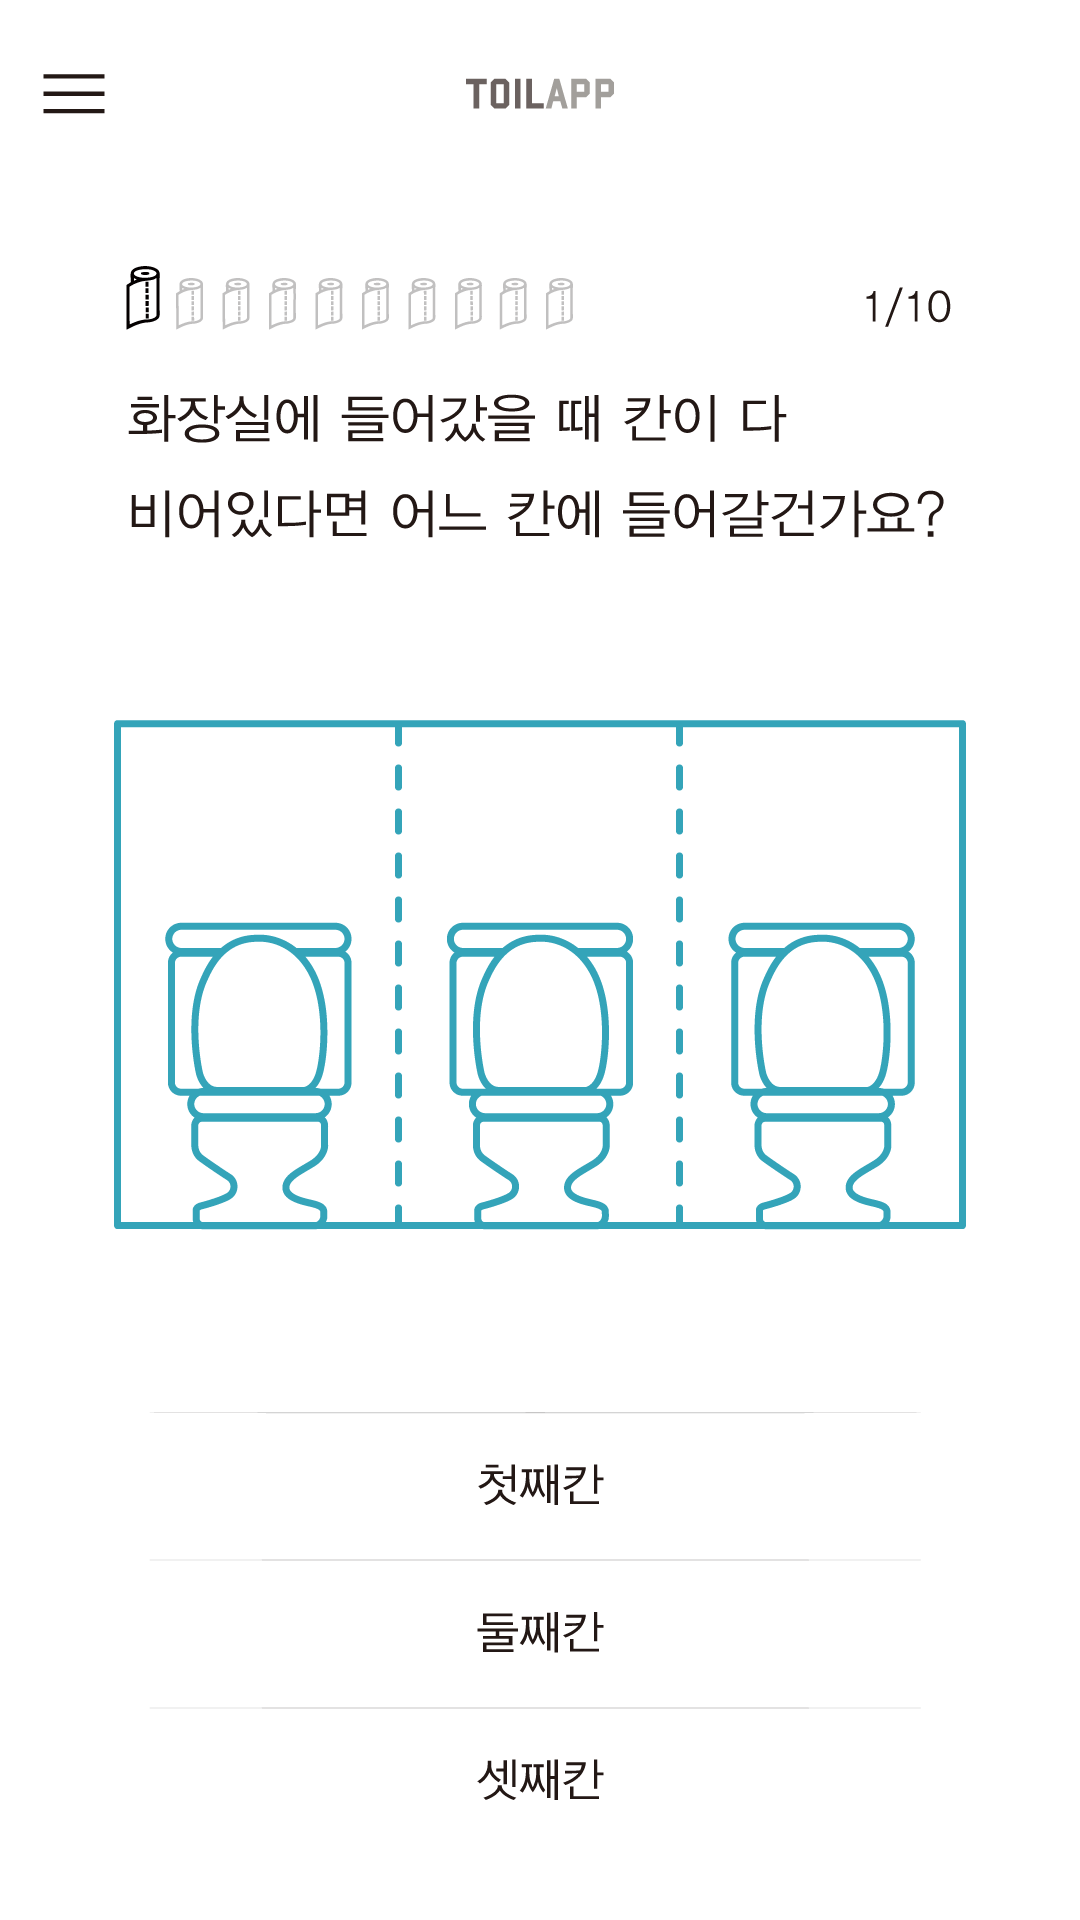 TOILAPP
1/10
화장실에 들어갔을 때 칸이 다
비어있다면 어느 칸에 들어갈건가요?
첫째칸
둘째칸
셋째칸